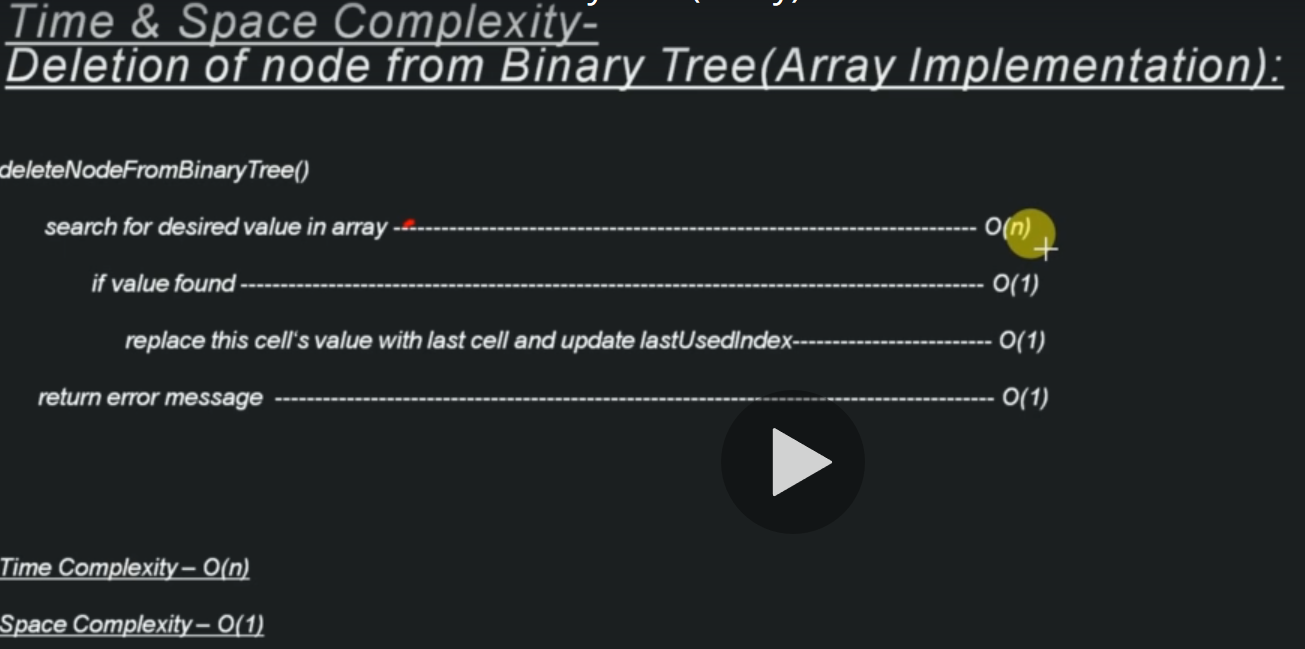 Time & Space Complexity-
Deletion of node from Binary Tree(Array Implementation):
deleteNodeFromBinaryTree()
search for desired value in array ------------------------------------------------------------------------ O(n)
if value found --------------------------------------------------------------------------------------------- O(1)
replace this cell's value with last cell and update lastUsedIndex------------------------- O(1)
return error message ------------------------------------------------------------------------------------------ O(1)
Time Complexity – O(n)
Space Complexity – O(1)